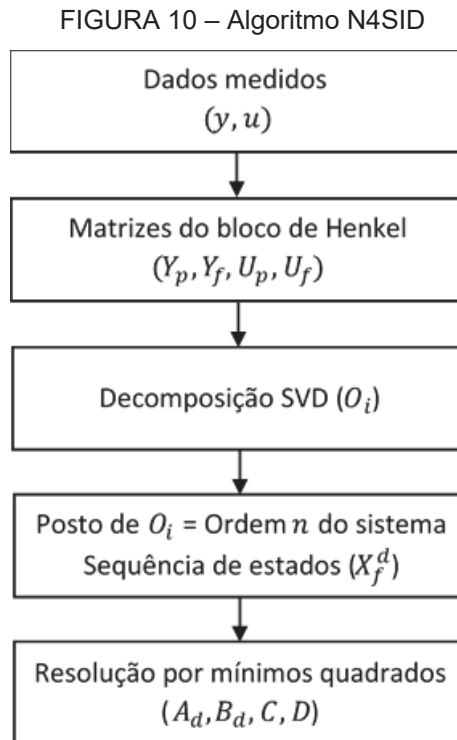 FIGURA 10 – Algoritmo N4SID
Dados medidos
(y, u)
Matrizes do bloco de Henkel
(Y_p, Y_f, U_p, U_f)
Decomposição SVD (O_i)
Posto de O_i = Ordem n do sistema
Sequência de estados (X_f^d)
Resolução por mínimos quadrados
(A_d, B_d, C, D)